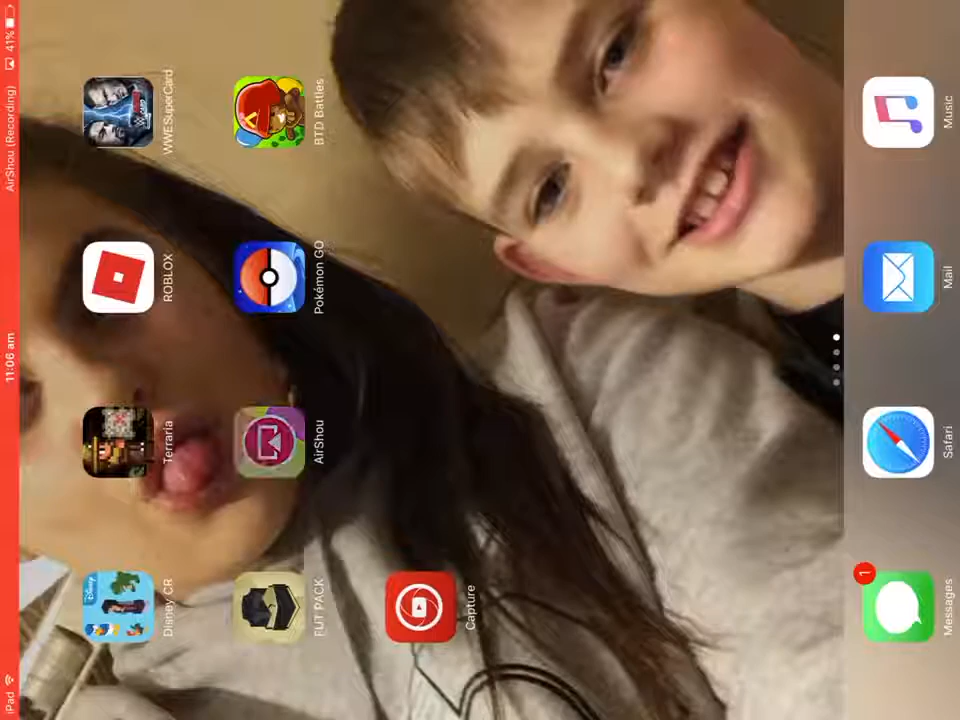 iPad
11:06 am
AirShou (Recording)
41%
Disney CR
Terraria
ROBLOX
WWESuperCard
FUT PACK
AirShou
Pokémon GO
BTD Battles
Capture
1
Messages
Safari
Mail
Music